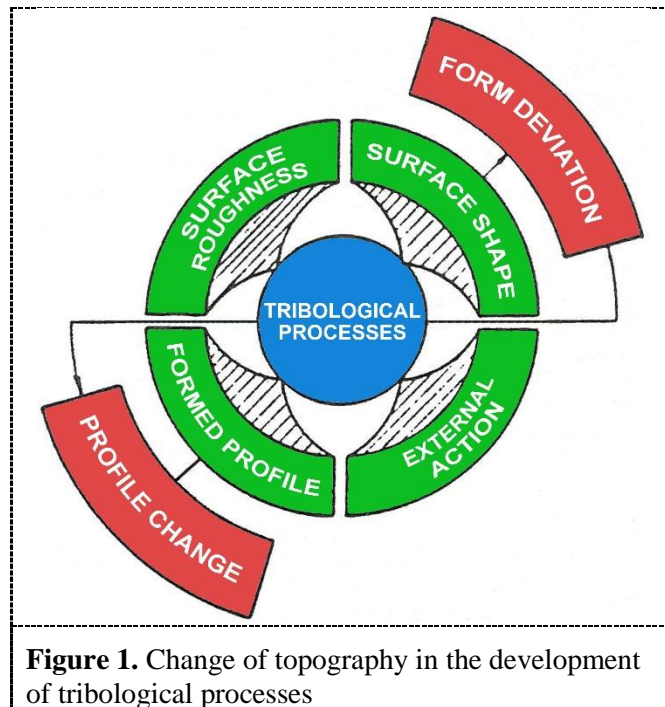 FORM DEVIATION
SURFACE
ROUGHNESS
SURFACE SHAPE
TRIBOLOGICAL
PROCESSES
FORMED PROFILE
EXTERNAL
ACTION
PROFILE CHANGE
Figure 1. Change of topography in the development
of tribological processes